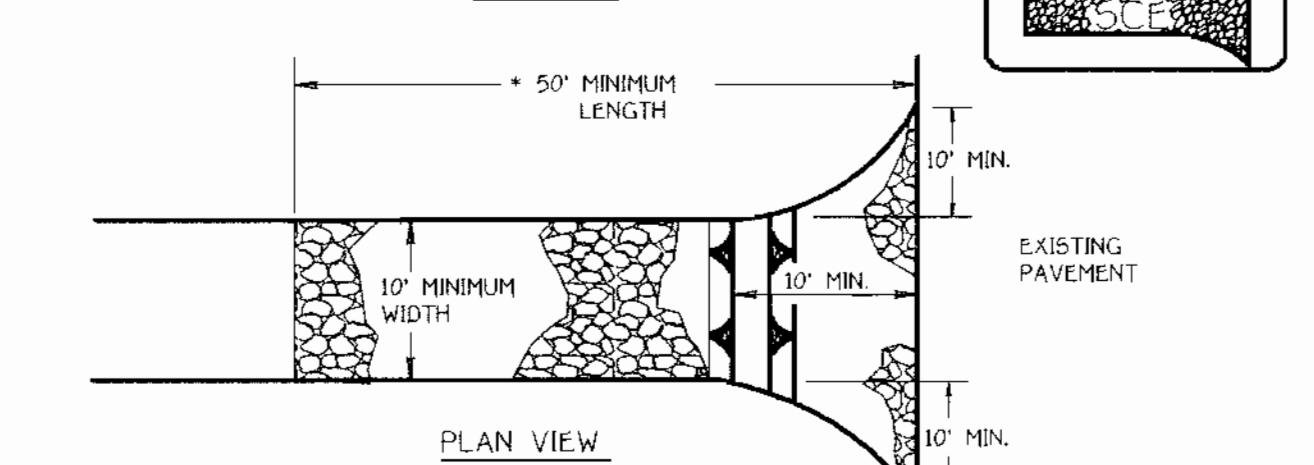 SCE
* 50' MINIMUM
LENGTH
10' MIN.
EXISTING
PAVEMENT
10' MIN.
10' MINIMUM
WIDTH
10' MIN.
PLAN VIEW